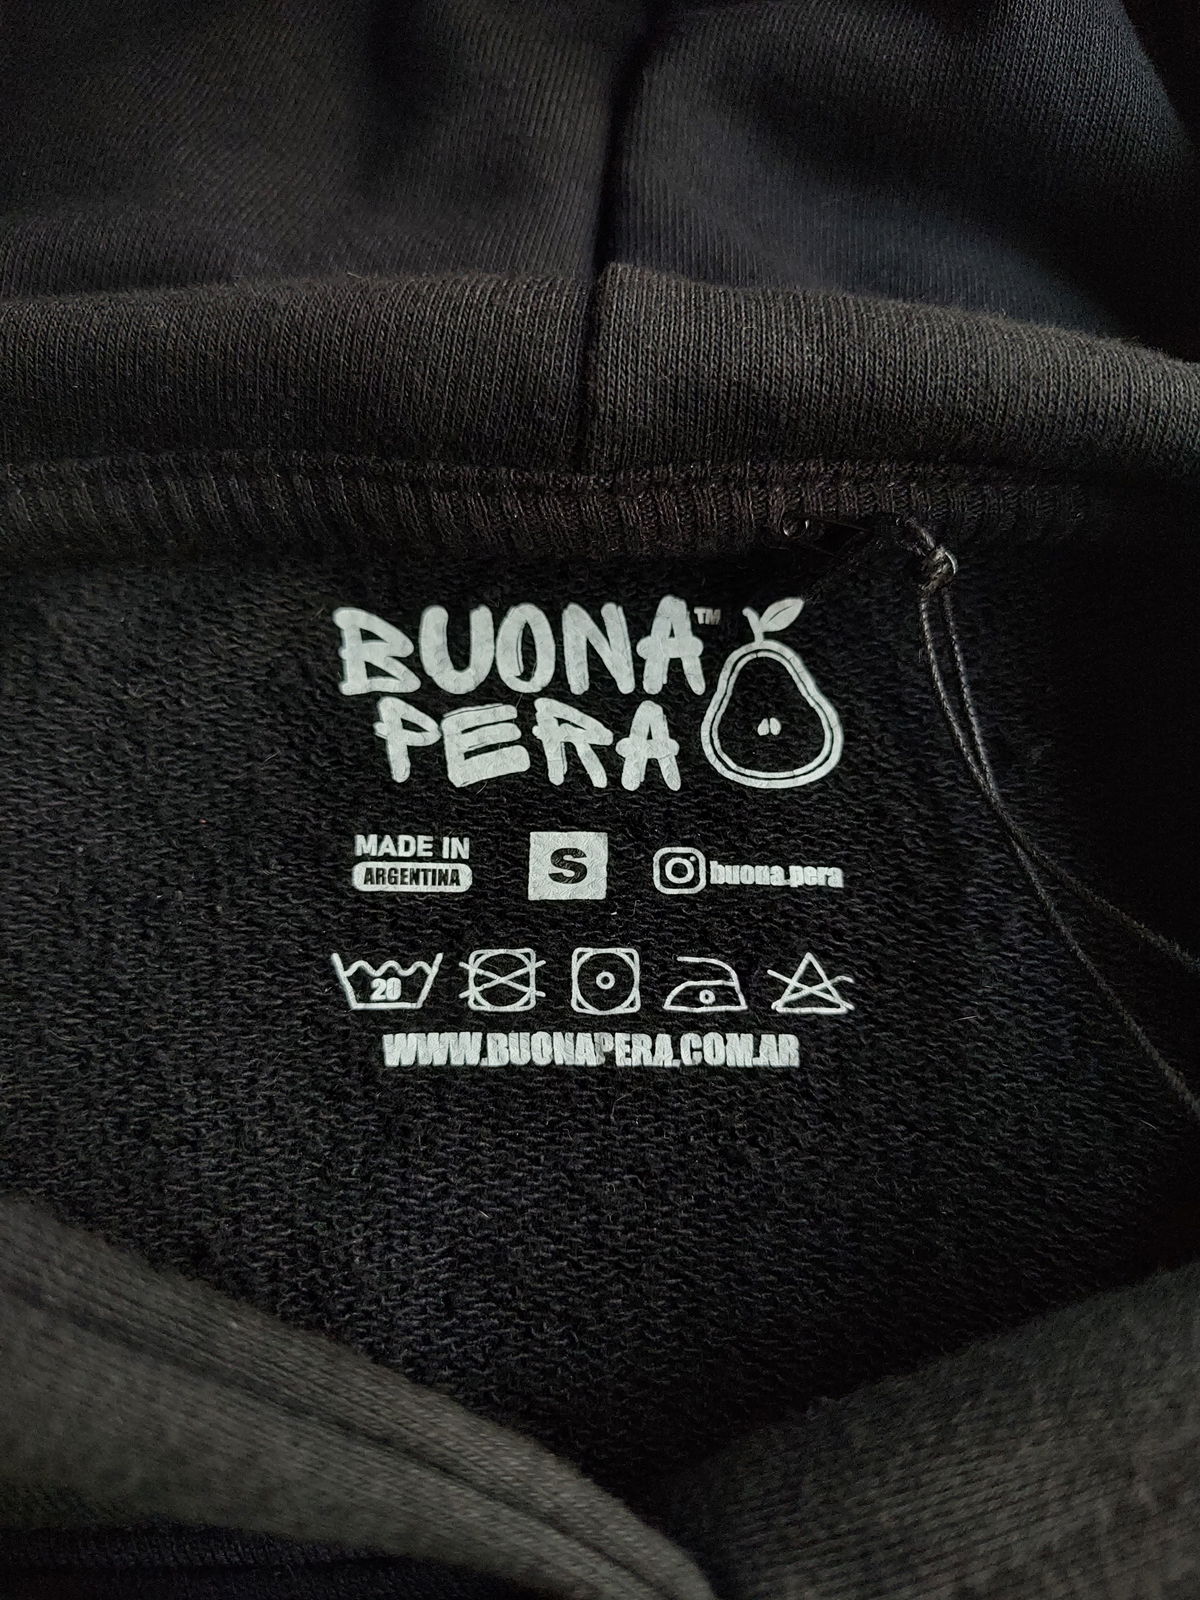 BUONA™
PERA
MADE IN
ARGENTINA
S
buona.pera
20
WWW.BUONAPERA.COM.AR